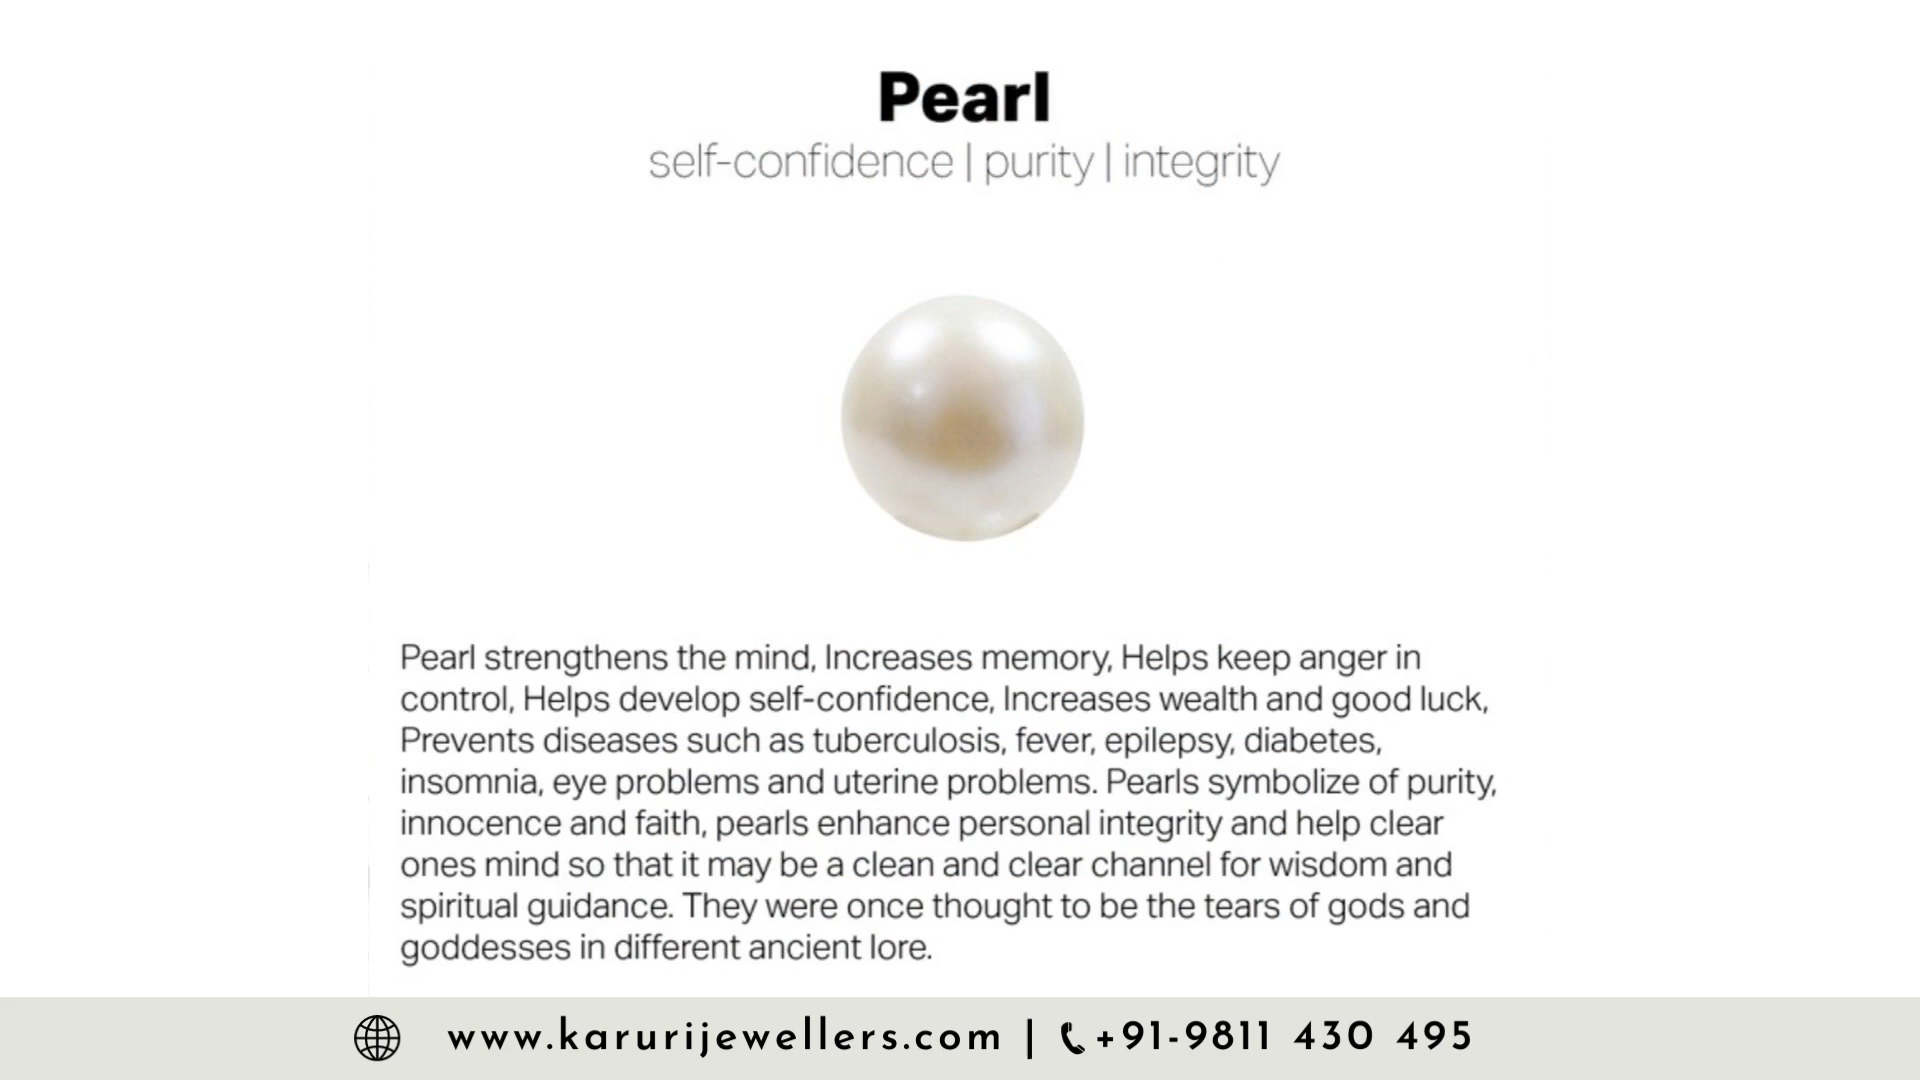 Pearl
self-confidence | purity | integrity
Pearl strengthens the mind, Increases memory, Helps keep anger in
control, Helps develop self-confidence, Increases wealth and good luck,
Prevents diseases such as tuberculosis, fever, epilepsy, diabetes,
insomnia, eye problems and uterine problems. Pearls symbolize of purity,
innocence and faith, pearls enhance personal integrity and help clear
ones mind so that it may be a clean and clear channel for wisdom and
spiritual guidance. They were once thought to be the tears of gods and
goddesses in different ancient lore.
www.karurijewellers.com | +91-9811 430 495